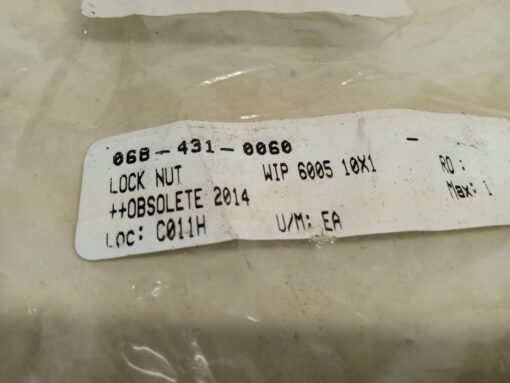 068-431-0060 -
LOCK NUT WIP 6005 10X1 RO :
++OBSOLETE 2014 Max: 1
Loc: C011H U/M: EA